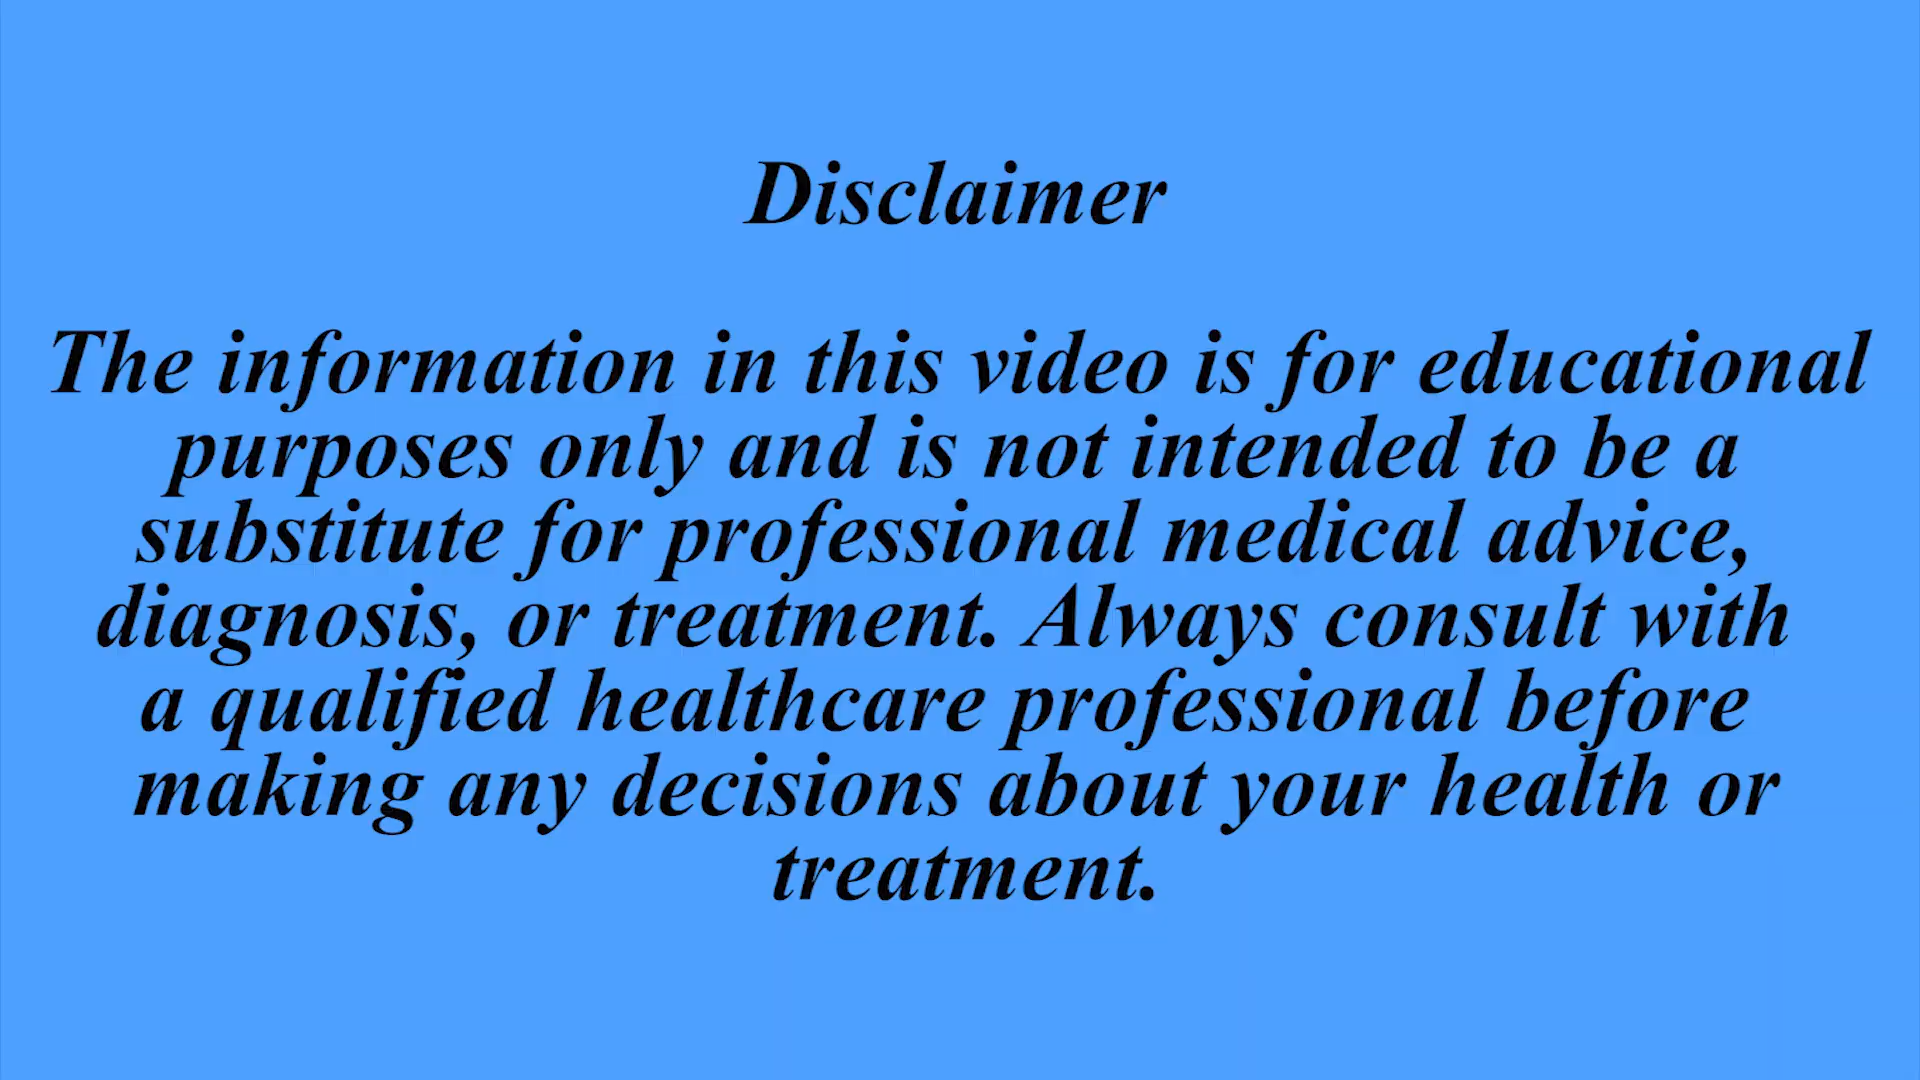 Disclaimer
The information in this video is for educational
purposes only and is not intended to be a
substitute for professional medical advice,
diagnosis, or treatment. Always consult with
a qualified healthcare professional before
making any decisions about your health or
treatment.